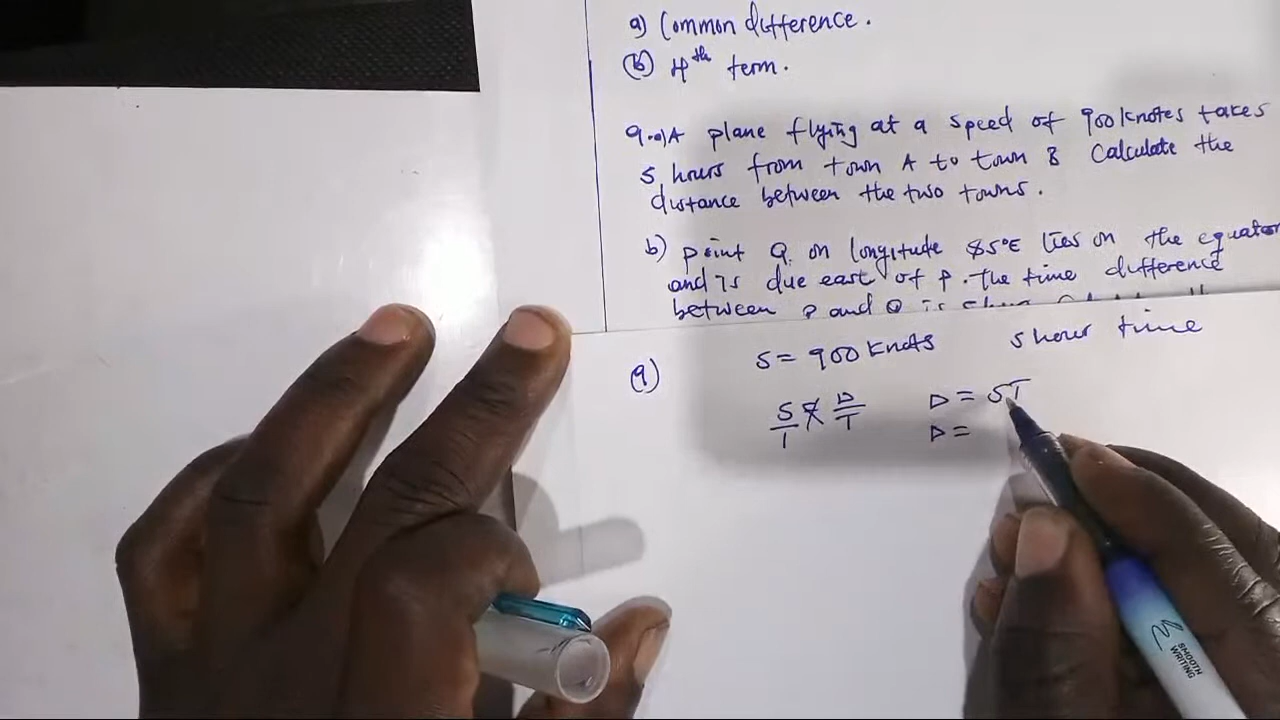 a) Common difference.
(b) 4th term.
9.a) A plane flying at a speed of 900 knotes takes
5 hours from town A to town B Calculate the
distance between the two towns.
b) point Q on longitude 85°E lies on the equator
and is due east of P. The time difference
between P and Q is
(9)
S = 900 knots 5 hour time
S/1 × D/T D = ST
D =
SMOOTH
WRITING